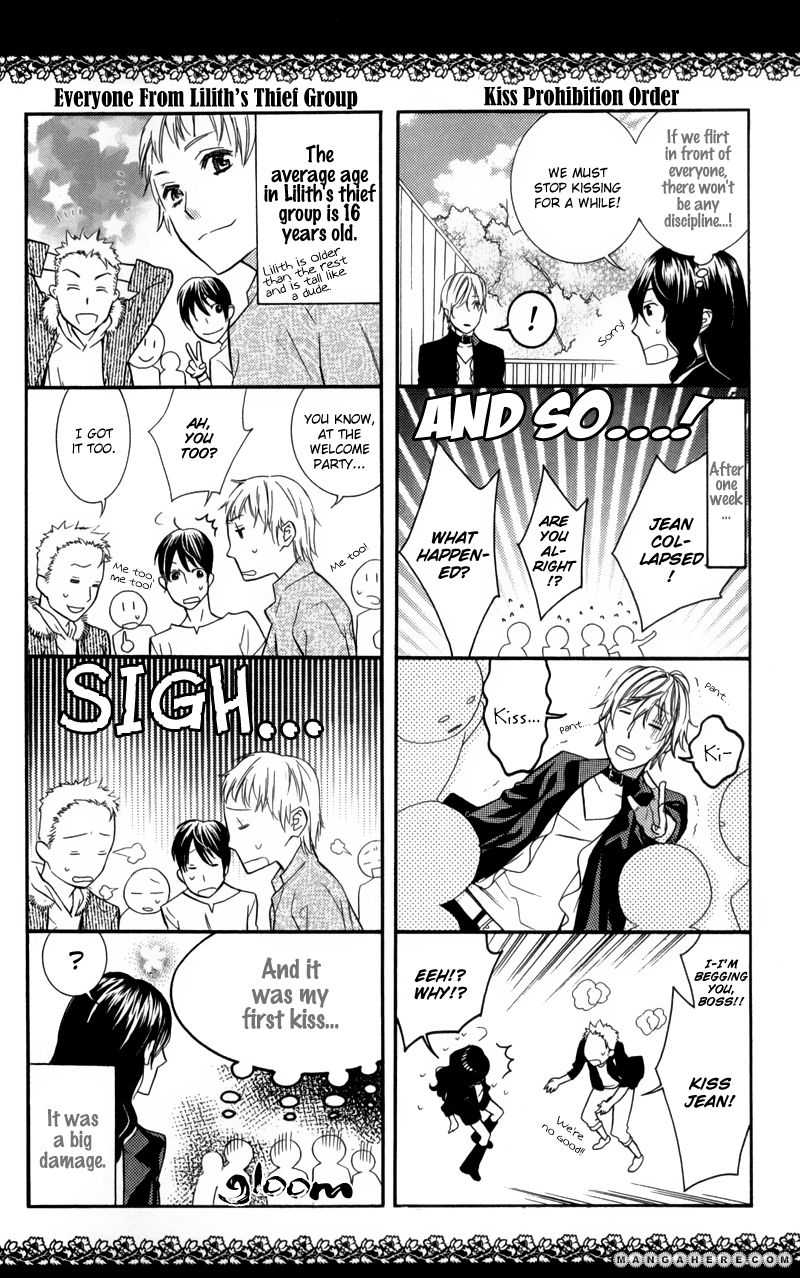 Kiss Prohibition Order
If we flirt
in front of
everyone,
there won't
be any
discipline...!
WE MUST
STOP KISSING
FOR A WHILE!
!
Sorry!
After
one
week
...
AND SO....!
JEAN
COL-
LAPSED
!
ARE
YOU
AL-
RIGHT
!?
WHAT
HAPPEN-
ED?
pant...
Ki-
Kiss...
pant...
I-I'M
BEGGING
YOU,
BOSS!!
KISS
JEAN!
EEH!?
WHY!?
We're
no good!!
Everyone From Lilith's Thief Group
The
average age
in Lilith's thief
group is 16
years old.
Lilith is older
than the rest
and is tall like
a dude.
YOU KNOW,
AT THE
WELCOME
PARTY...
AH,
YOU
TOO?
I GOT
IT TOO.
Me too!
Me too,
me too!
SIGH...
And it
was my
first kiss...
?
It was
a big
damage.
gloom
MANGAHERE.COM